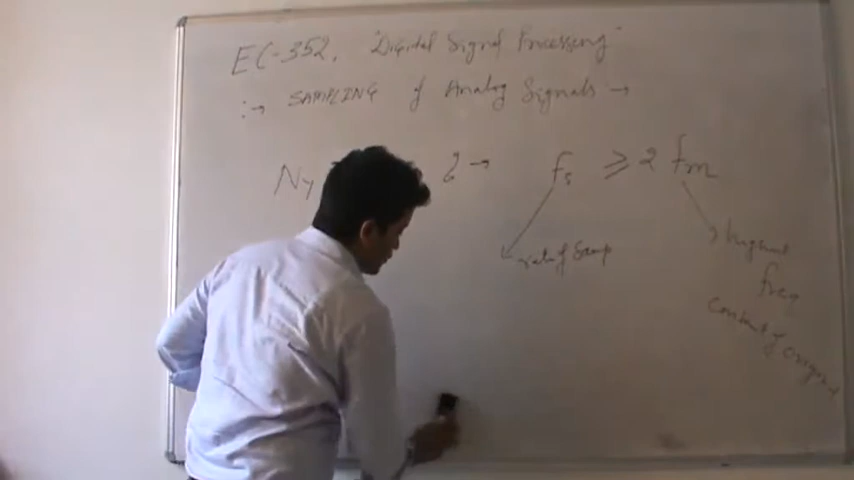 EC-352. "Digital Signal Processing"
:→ SAMPLING of Analog Signals →
Ny → fs ≥ 2 fm
rate of Samp
highest
freq
content of original